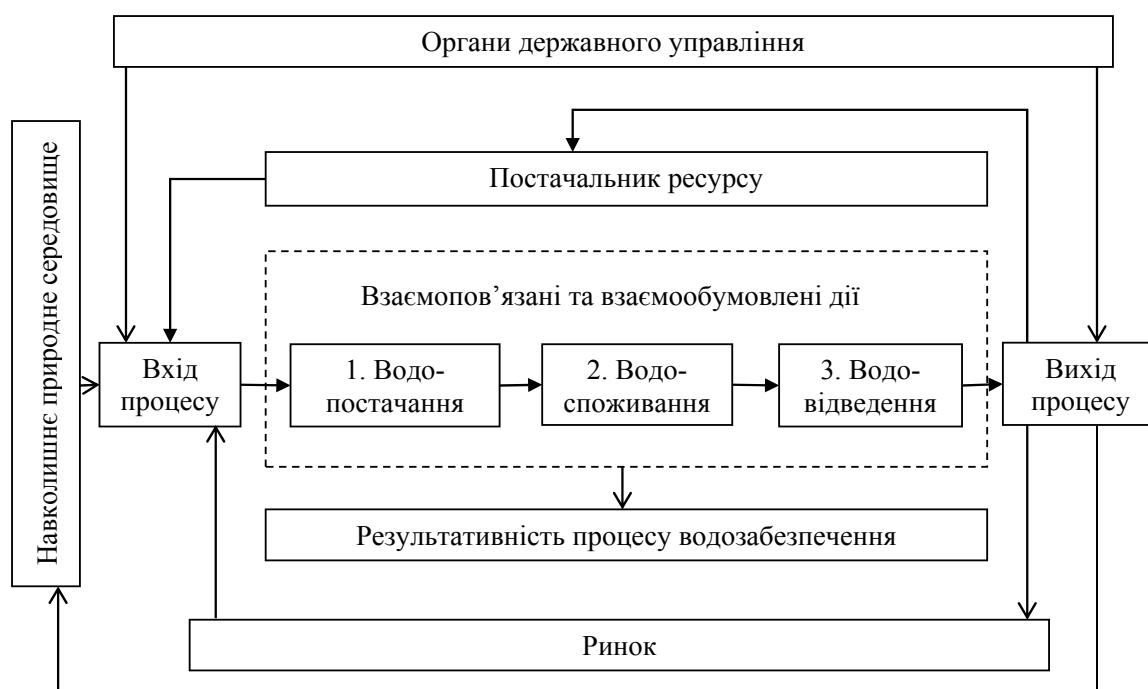 Органи державного управління
Навколишнє природне середовище
Постачальник ресурсу
Взаємопов’язані та взаємообумовлені дії
Вхід
процесу
1. Водо-
постачання
2. Водо-
споживання
3. Водо-
відведення
Вихід
процесу
Результативність процесу водозабезпечення
Ринок